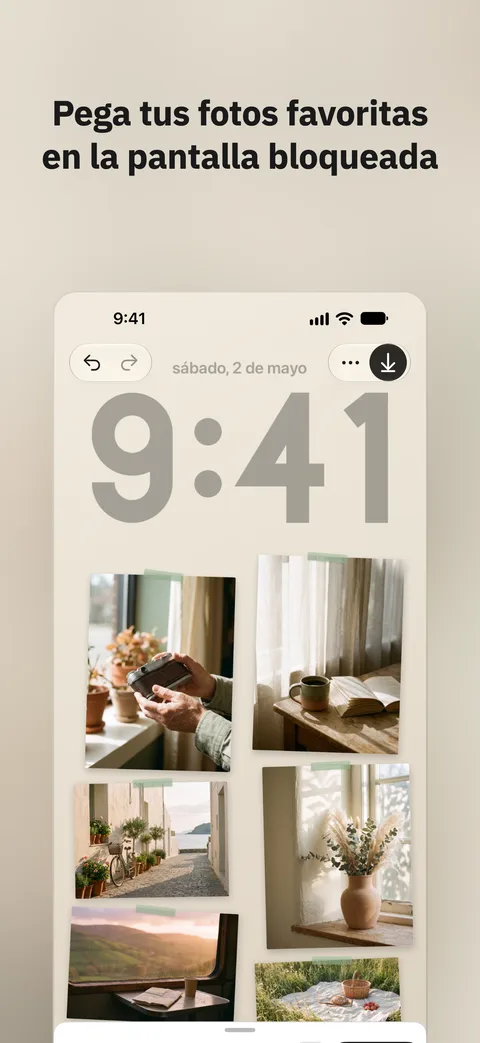 Pega tus fotos favoritas
en la pantalla bloqueada
9:41
sábado, 2 de mayo
9:41